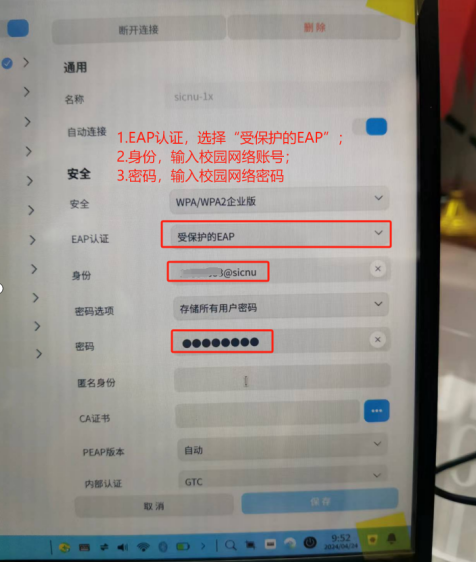 断开连接 删除
通用
名称 sicnu-1x
自动连接
1.EAP认证，选择“受保护的EAP”；
2.身份，输入校园网络账号；
3.密码，输入校园网络密码
安全
安全 WPA/WPA2企业版
EAP认证 受保护的EAP
身份 @sicnu
密码选项 存储所有用户密码
密码 ●●●●●●●●
匿名身份
CA证书 •••
PEAP版本 自动
内部认证 GTC
取消 保存
9:52
2024/04/24